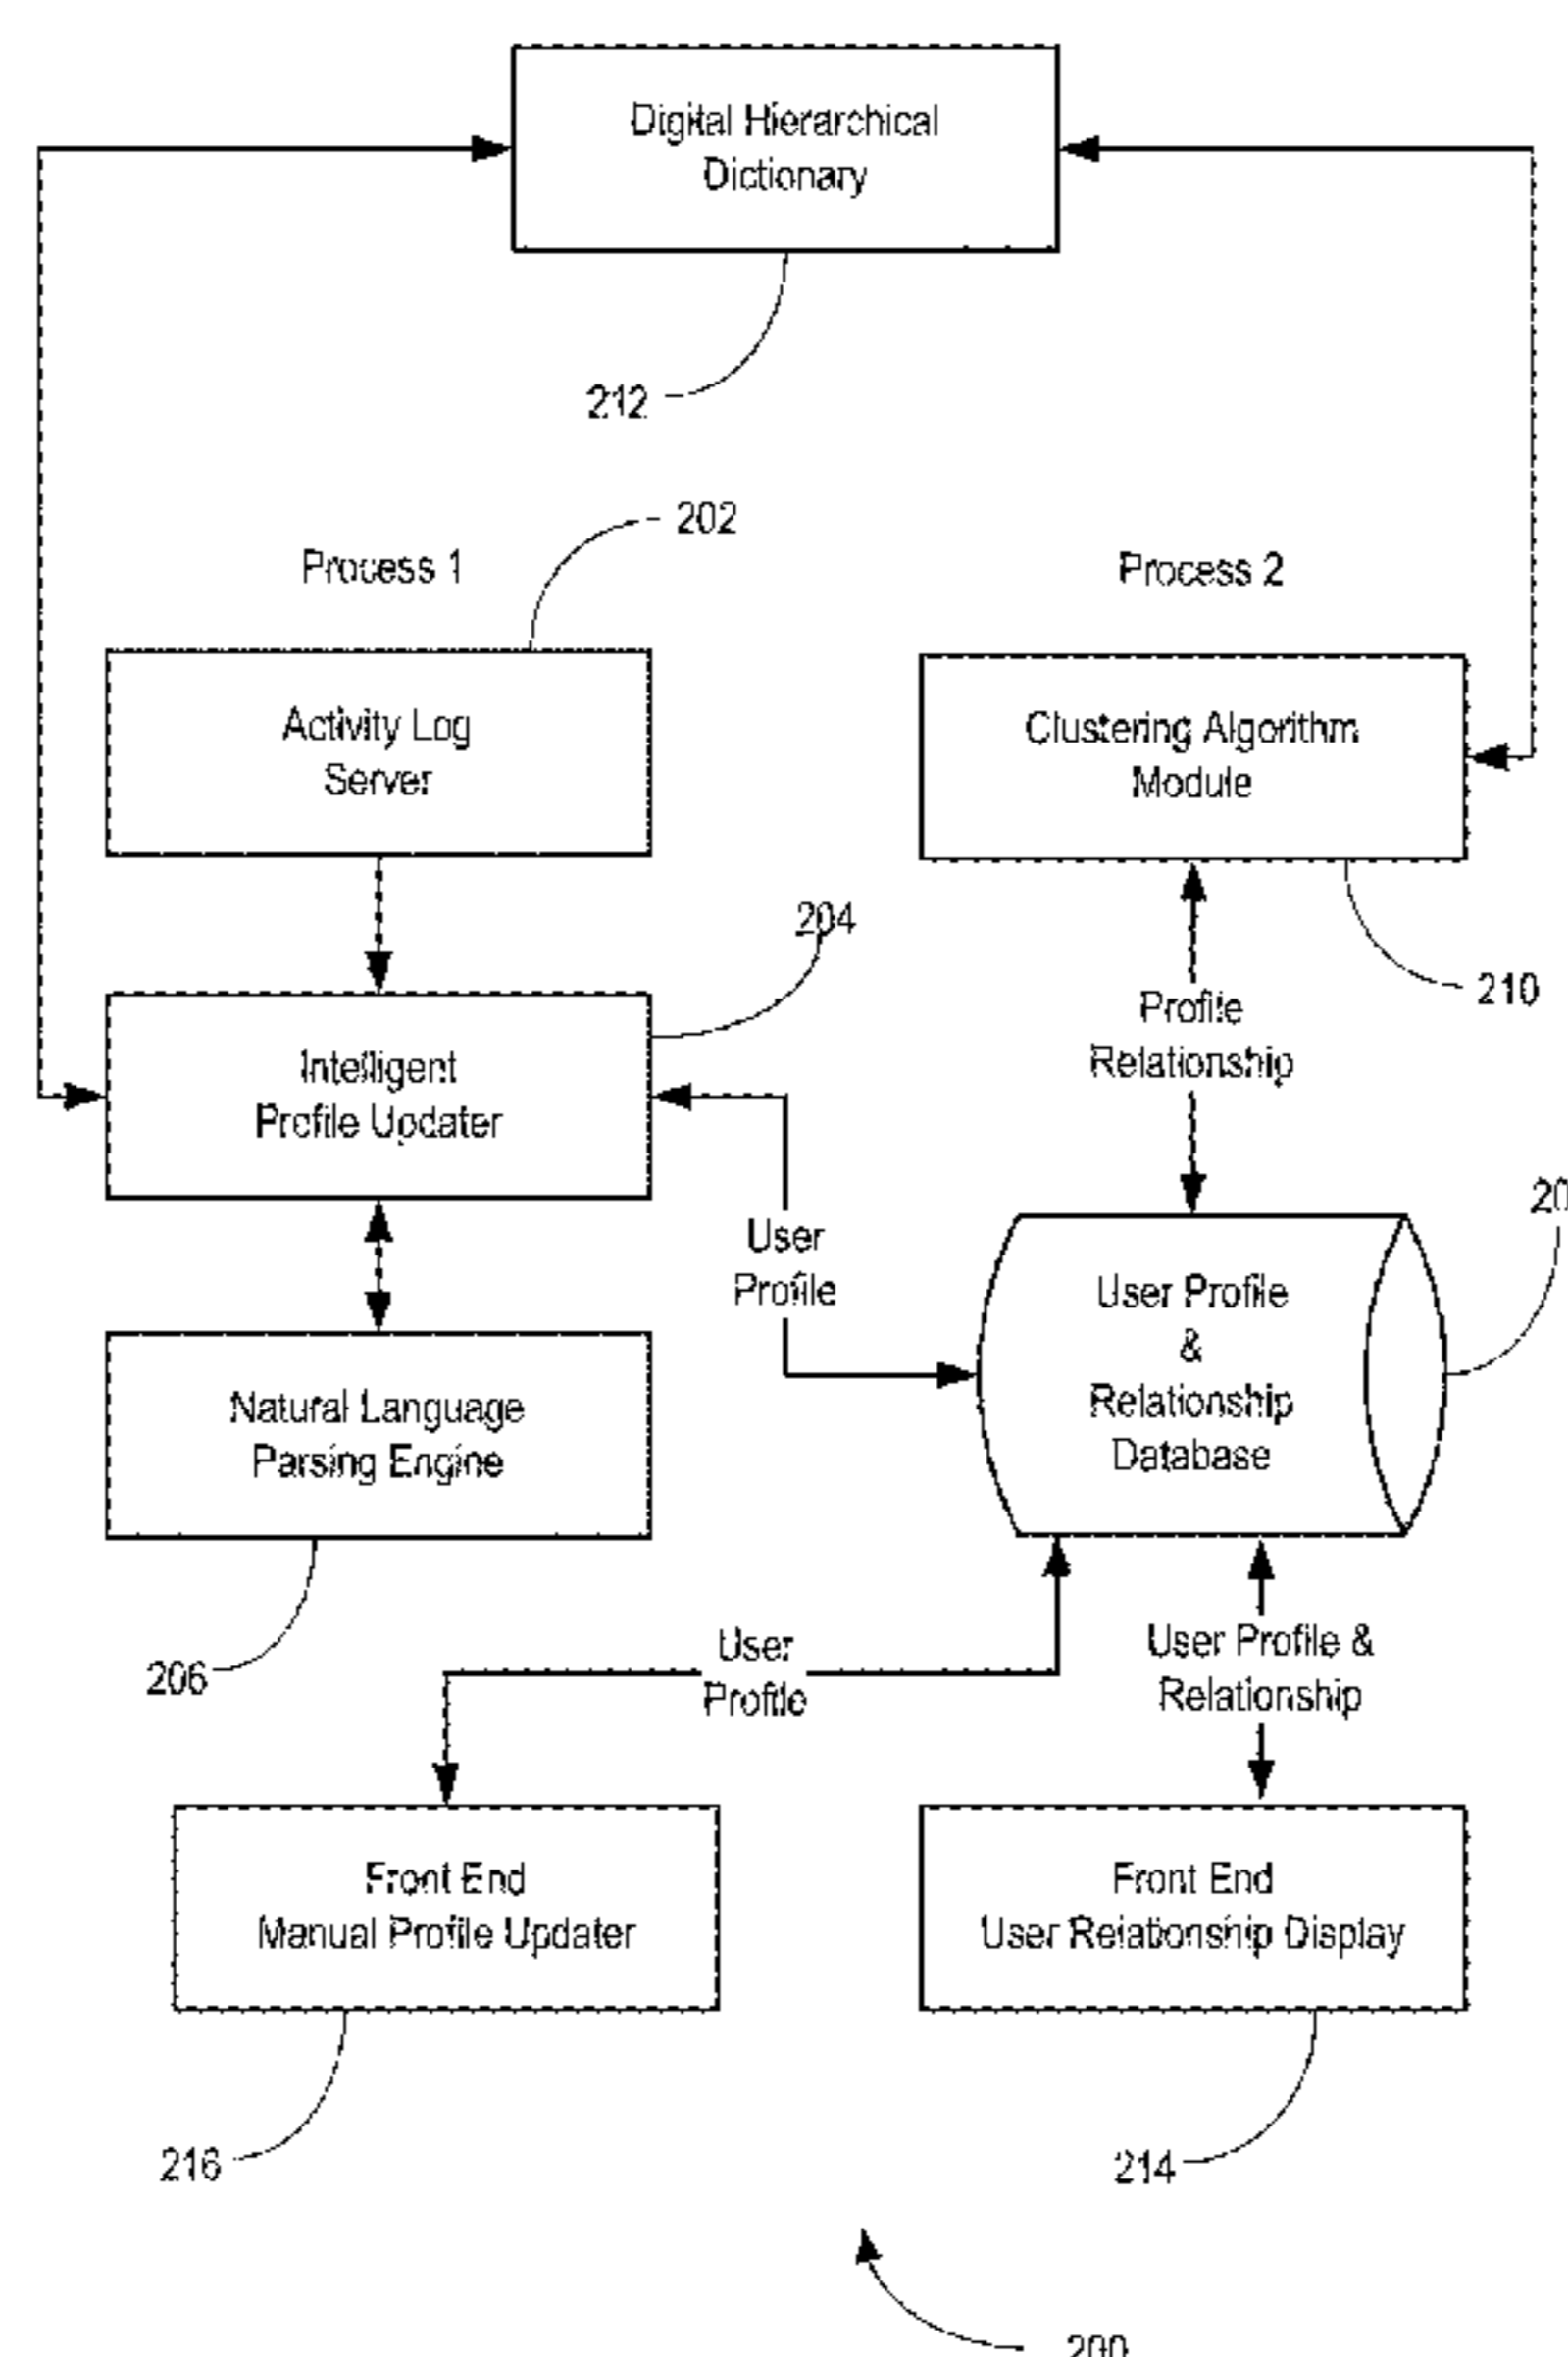 Digital Hierarchical
Dictionary
212
202
Process 1
Process 2
Activity Log
Server
Clustering Algorithm
Module
204
210
Profile
Relationship
Intelligent
Profile Updater
User
Profile
20
User Profile
&
Relationship
Database
Natural Language
Parsing Engine
206
User
Profile
User Profile &
Relationship
Front End
Manual Profile Updater
Front End
User Relationship Display
216
214
200